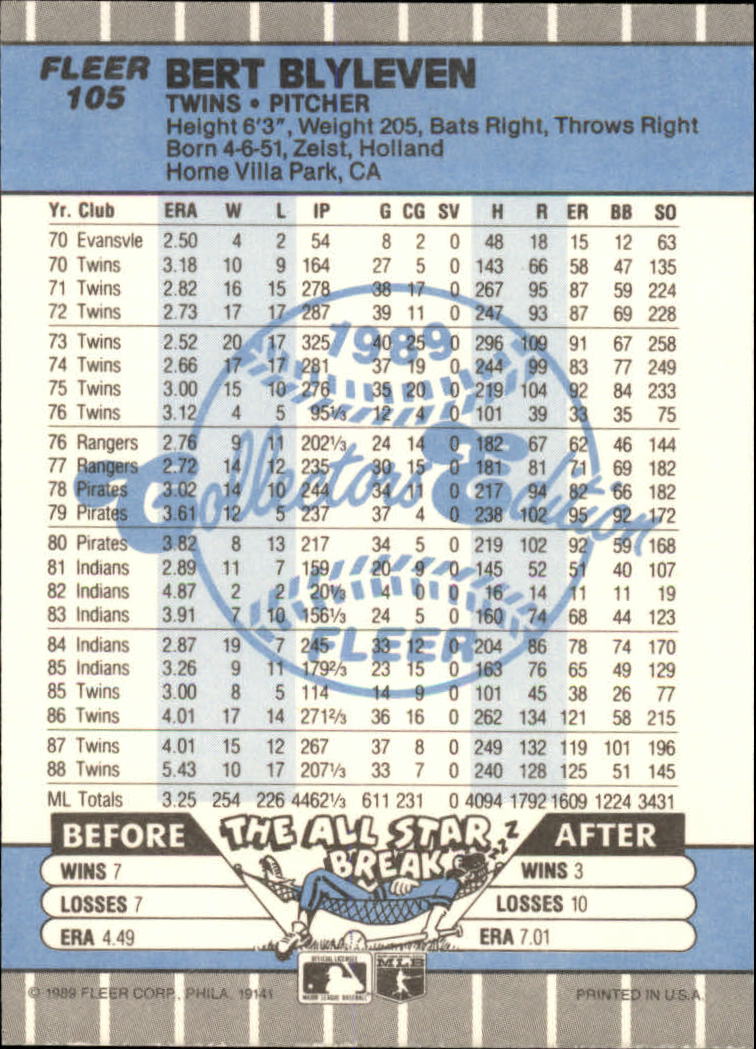 FLEER
105
BERT BLYLEVEN
TWINS • PITCHER
Height 6'3", Weight 205, Bats Right, Throws Right
Born 4-6-51, Zeist, Holland
Home Villa Park, CA
Yr. Club ERA W L IP G CG SV H R ER BB SO
70 Evansvle 2.50 4 2 54 8 2 0 48 18 15 12 63
70 Twins 3.18 10 9 164 27 5 0 143 66 58 47 135
71 Twins 2.82 16 15 278 38 17 0 267 95 87 59 224
72 Twins 2.73 17 17 287 39 11 0 247 93 87 69 228
73 Twins 2.52 20 17 325 40 25 0 296 109 91 67 258
74 Twins 2.66 17 17 281 37 19 0 244 99 83 77 249
75 Twins 3.00 15 10 276 35 20 0 219 104 92 84 233
76 Twins 3.12 4 5 95⅓ 12 4 0 101 39 33 35 75
76 Rangers 2.76 9 11 202⅓ 24 14 0 182 67 62 46 144
77 Rangers 2.72 14 12 235 30 15 0 181 81 71 69 182
78 Pirates 3.02 14 10 244 34 11 0 217 94 82 66 182
79 Pirates 3.61 12 5 237 37 4 0 238 102 95 92 172
80 Pirates 3.82 8 13 217 34 5 0 219 102 92 59 168
81 Indians 2.89 11 7 159 20 9 0 145 52 51 40 107
82 Indians 4.87 2 2 20⅓ 4 0 0 16 14 11 11 19
83 Indians 3.91 7 10 156⅓ 24 5 0 160 74 68 44 123
84 Indians 2.87 19 7 245 33 12 0 204 86 78 74 170
85 Indians 3.26 9 11 179⅔ 23 15 0 163 76 65 49 129
85 Twins 3.00 8 5 114 14 9 0 101 45 38 26 77
86 Twins 4.01 17 14 271⅔ 36 16 0 262 134 121 58 215
87 Twins 4.01 15 12 267 37 8 0 249 132 119 101 196
88 Twins 5.43 10 17 207⅓ 33 7 0 240 128 125 51 145
ML Totals 3.25 254 226 4462⅓ 611 231 0 4094 1792 1609 1224 3431
1989
Collectors' Edition
FLEER
BEFORE THE ALL STAR AFTER
BREAK
ZZZ
WINS 7 WINS 3
LOSSES 7 LOSSES 10
ERA 4.49 ERA 7.01
OFFICIAL LICENSEE
MAJOR LEAGUE BASEBALL
MLB
© 1989 FLEER CORP., PHILA. 19141 PRINTED IN U.S.A.